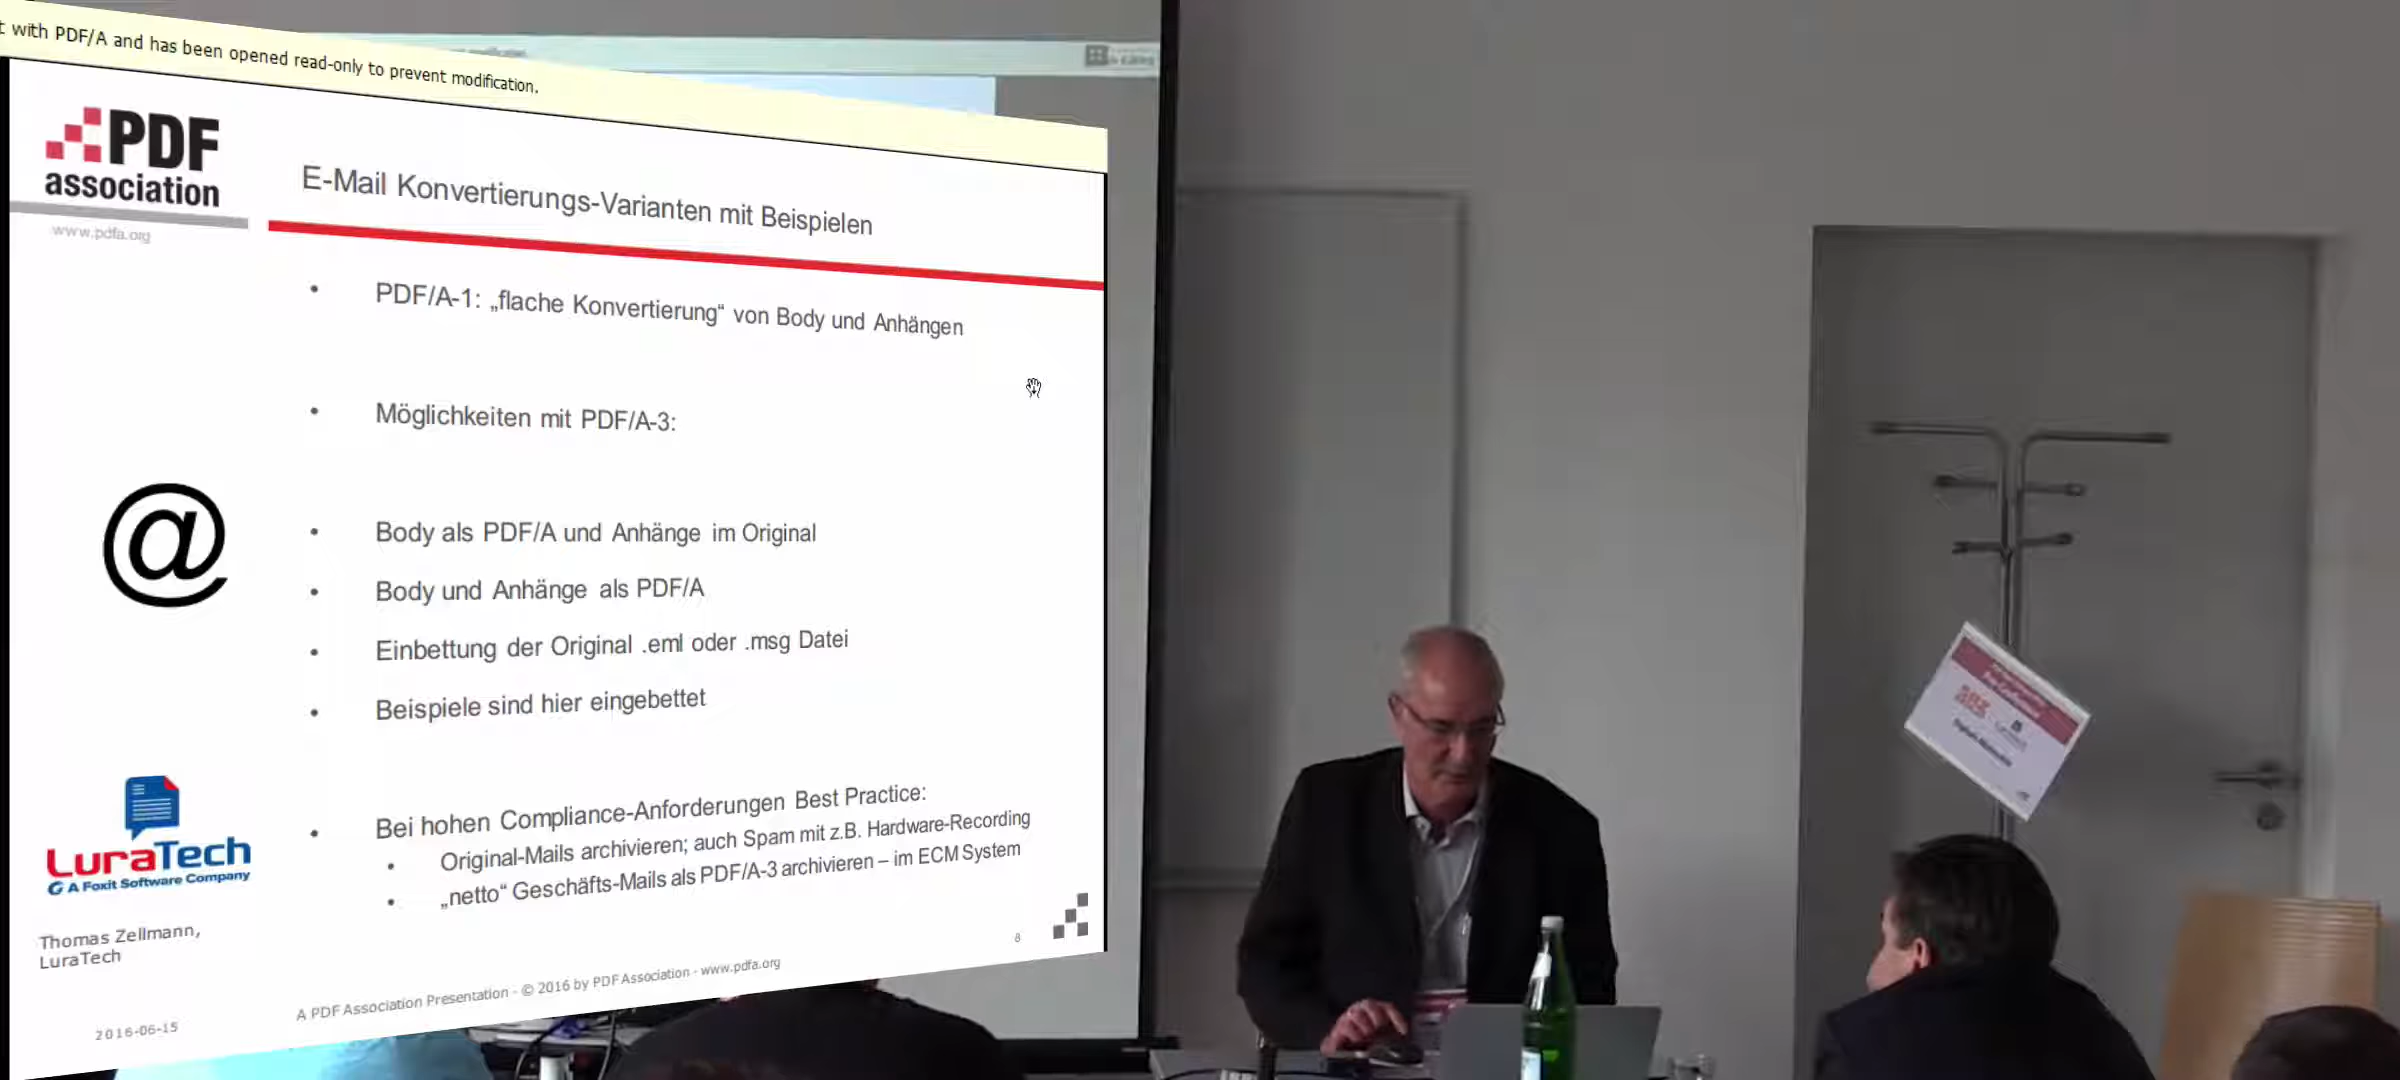 t with PDF/A and has been opened read-only to prevent modification.
PDF
association
www.pdfa.org
E-Mail Konvertierungs-Varianten mit Beispielen
• PDF/A-1: „flache Konvertierung“ von Body und Anhängen
• Möglichkeiten mit PDF/A-3:
@
• Body als PDF/A und Anhänge im Original
• Body und Anhänge als PDF/A
• Einbettung der Original .eml oder .msg Datei
• Beispiele sind hier eingebettet
• Bei hohen Compliance-Anforderungen Best Practice:
• Original-Mails archivieren; auch Spam mit z.B. Hardware-Recording
• „netto“ Geschäfts-Mails als PDF/A-3 archivieren – im ECM System
LuraTech
A Foxit Software Company
Thomas Zellmann,
LuraTech
8
A PDF Association Presentation - © 2016 by PDF Association - www.pdfa.org
2016-06-15